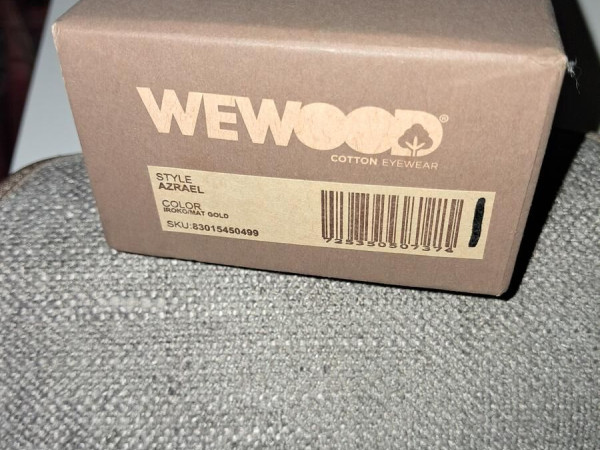 WEWOOD®
COTTON EYEWEAR
STYLE
AZRAEL
COLOR
IROKO/MAT GOLD
SKU:83015450499